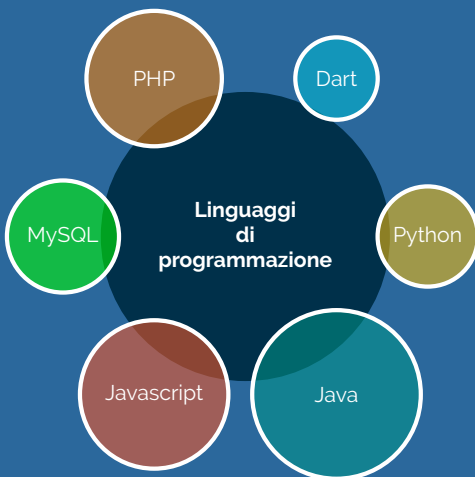 PHP
Dart
Linguaggi
di
programmazione
MySQL
Python
Javascript
Java